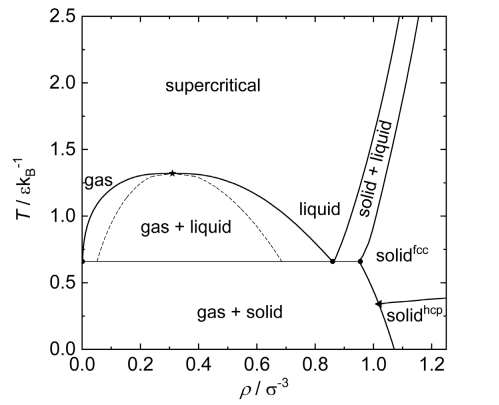 2.5
2.0
1.5
1.0
0.5
0.0
T / εk_B^-1
supercritical
gas
gas + liquid
liquid
solid + liquid
solid^fcc
solid^hcp
gas + solid
0.0 0.2 0.4 0.6 0.8 1.0 1.2
ρ / σ^-3